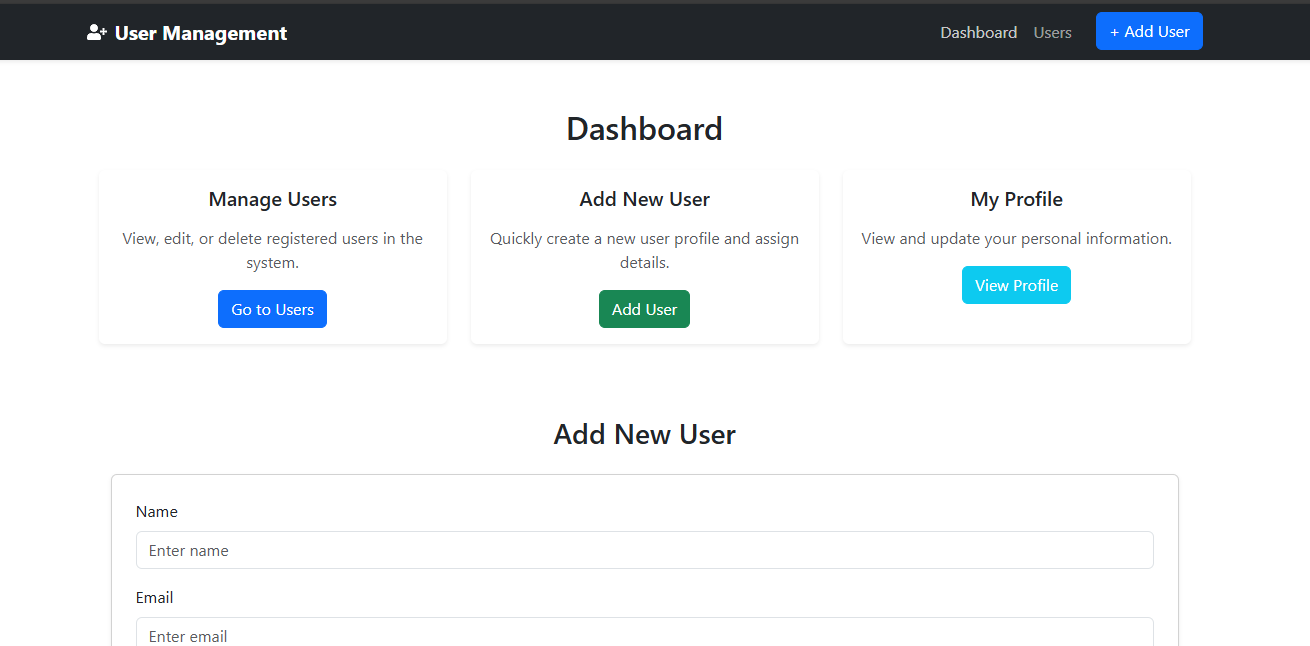 User Management
Dashboard Users + Add User
Dashboard
Manage Users
View, edit, or delete registered users in the
system.
Go to Users
Add New User
Quickly create a new user profile and assign
details.
Add User
My Profile
View and update your personal information.
View Profile
Add New User
Name
Enter name
Email
Enter email